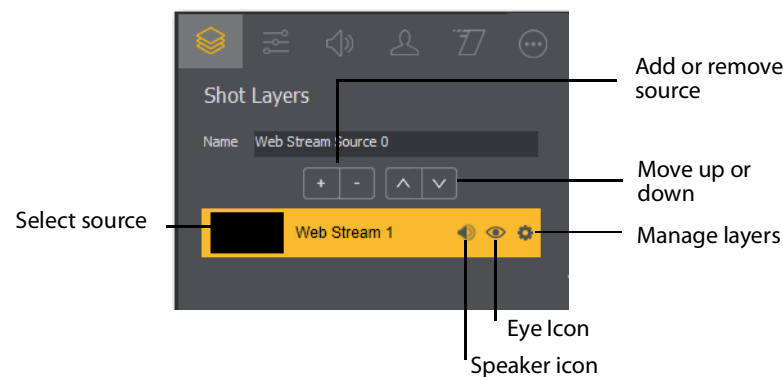 Shot Layers
Name Web Stream Source 0
+ -
Web Stream 1
Add or remove
source
Move up or
down
Select source
Manage layers
Eye Icon
Speaker icon